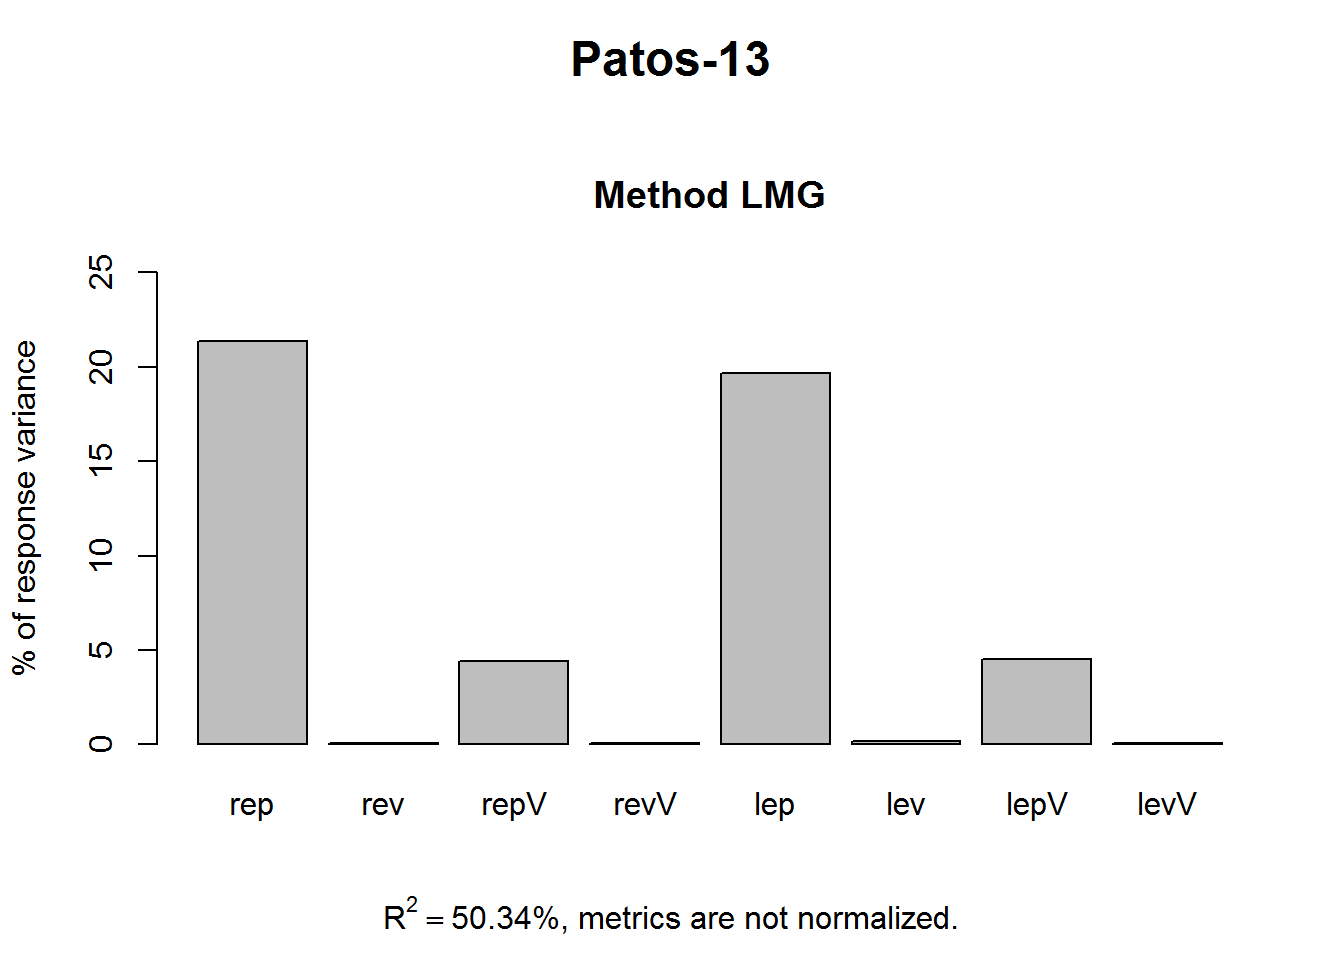 Patos-13
Method LMG
% of response variance
25
20
15
10
5
0
rep rev repV revV lep lev lepV levV
R² = 50.34%, metrics are not normalized.